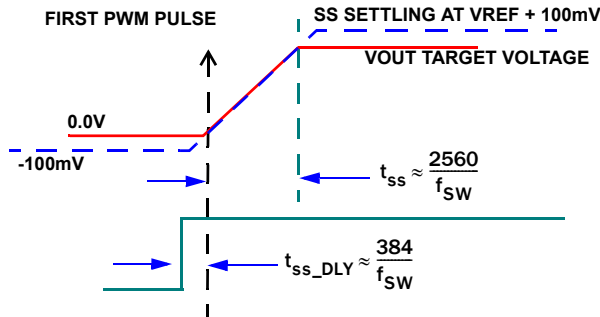 FIRST PWM PULSE
SS SETTLING AT VREF + 100mV
VOUT TARGET VOLTAGE
0.0V
-100mV
t_SS ≈ 2560/f_SW
t_ss_DLY ≈ 384/f_SW